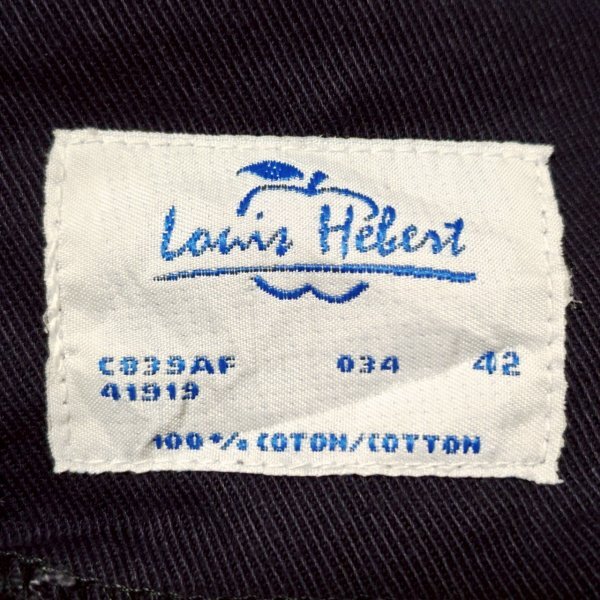 Louis Hébert
C839AF 034 42
41919
100% COTON/COTTON